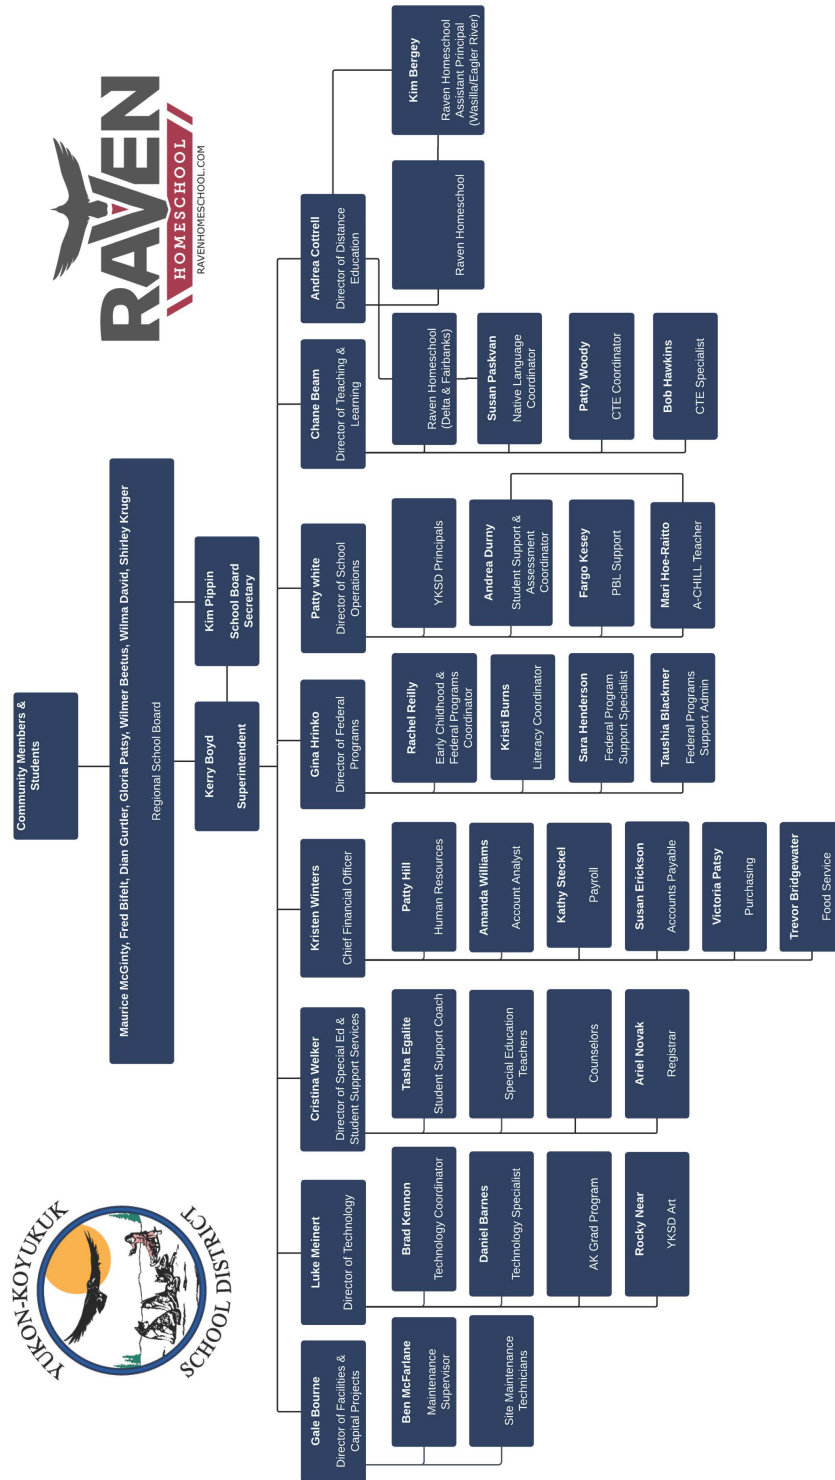 YUKON-KOYUKUK
SCHOOL DISTRICT
RAVEN
HOMESCHOOL
RAVENHOMESCHOOL.COM
Community Members &
Students
Maurice McGinty, Fred Bifelt, Dian Gurtler, Gloria Patsy, Wilmer Beetus, Wilma David, Shirley Kruger
Regional School Board
Kerry Boyd
Superintendent
Kim Pippin
School Board
Secretary
Gale Bourne
Director of Facilities &
Capital Projects
Ben McFarlane
Maintenance
Supervisor
Site Maintenance
Technicians
Luke Meinert
Director of Technology
Brad Kennon
Technology Coordinator
Daniel Barnes
Technology Specialist
AK Grad Program
Rocky Near
YKSD Art
Cristina Welker
Director of Special Ed &
Student Support Services
Tasha Egalite
Student Support Coach
Special Education
Teachers
Counselors
Ariel Novak
Registrar
Kristen Winters
Chief Financial Officer
Patty Hill
Human Resources
Amanda Williams
Account Analyst
Kathy Steckel
Payroll
Susan Erickson
Accounts Payable
Victoria Patsy
Purchasing
Trevor Bridgewater
Food Service
Gina Hrinko
Director of Federal
Programs
Rachel Reilly
Early Childhood &
Federal Programs
Coordinator
Kristi Burns
Literacy Coordinator
Sara Henderson
Federal Program
Support Specialist
Taushia Blackmer
Federal Programs
Support Admin
Patty white
Director of School
Operations
YKSD Principals
Andrea Durny
Student Support &
Assessment
Coordinator
Fargo Kesey
PBL Support
Mari Hoe-Raitto
A-CHILL Teacher
Chane Beam
Director of Teaching &
Learning
Raven Homeschool
(Delta & Fairbanks)
Susan Paskvan
Native Language
Coordinator
Patty Woody
CTE Coordinator
Bob Hawkins
CTE Specialist
Andrea Cottrell
Director of Distance
Education
Raven Homeschool
Kim Bergey
Raven Homeschool
Assistant Principal
(Wasilla/Eagler River)